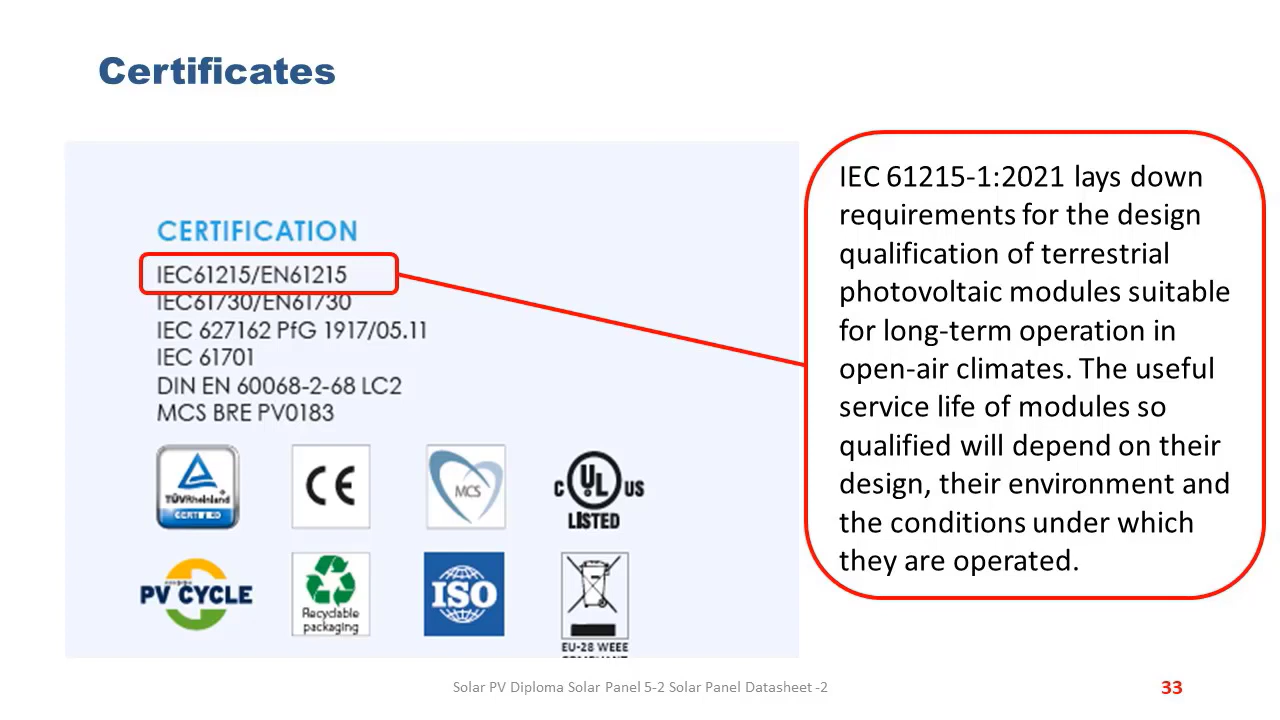 Certificates
CERTIFICATION
IEC61215/EN61215
IEC61730/EN61730
IEC 627162 PfG 1917/05.11
IEC 61701
DIN EN 60068-2-68 LC2
MCS BRE PV0183
TÜVRheinland
CERTIFIED
CE
MCS
C UL US
LISTED
PV CYCLE
Recyclable
packaging
ISO
EU-28 WEEE
COMPLIANT
IEC 61215-1:2021 lays down
requirements for the design
qualification of terrestrial
photovoltaic modules suitable
for long-term operation in
open-air climates. The useful
service life of modules so
qualified will depend on their
design, their environment and
the conditions under which
they are operated.
Solar PV Diploma Solar Panel 5-2 Solar Panel Datasheet -2
33